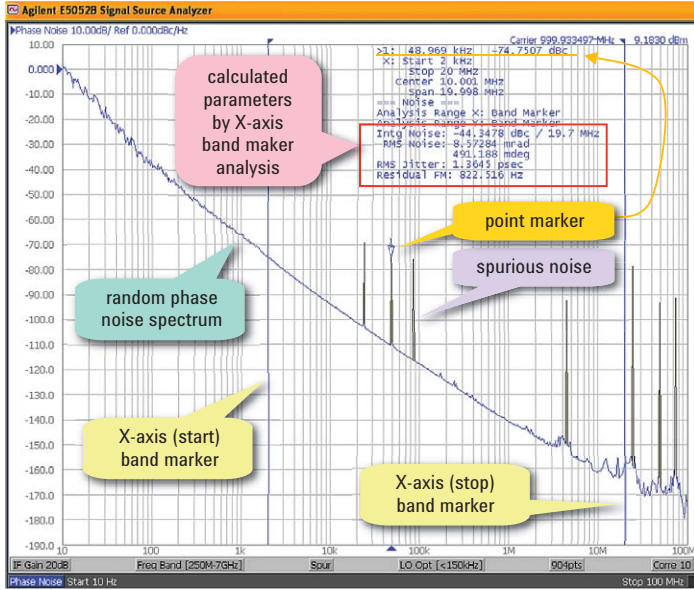 Agilent E5052B Signal Source Analyzer
Phase Noise 10.00dB/ Ref 0.000dBc/Hz
Carrier 999.933497 MHz 9.1830 dBm
10.00
0.000
-10.00
-20.00
-30.00
-40.00
-50.00
-60.00
-70.00
-80.00
-90.00
-100.0
-110.0
-120.0
-130.0
-140.0
-150.0
-160.0
-170.0
-180.0
-190.0
>1: 48.969 kHz -74.7507 dBc
X: Start 2 kHz
Stop 20 MHz
Center 10.001 MHz
Span 19.998 MHz
=== Noise ===
Analysis Range X: Band Marker
Analysis Range Y: Band Marker
Intg Noise: -44.3478 dBc / 19.7 MHz
RMS Noise: 8.57284 mrad
491.188 mdeg
RMS Jitter: 1.3645 psec
Residual FM: 822.516 Hz
calculated
parameters
by X-axis
band maker
analysis
point marker
spurious noise
random phase
noise spectrum
X-axis (start)
band marker
X-axis (stop)
band marker
10 100 1k 10k 100k 1M 10M 100M
IF Gain 20dB Freq Band [250M-7GHz] Spur LO Opt [<150kHz] 904pts Corre 10
Phase Noise Start 10 Hz Stop 100 MHz